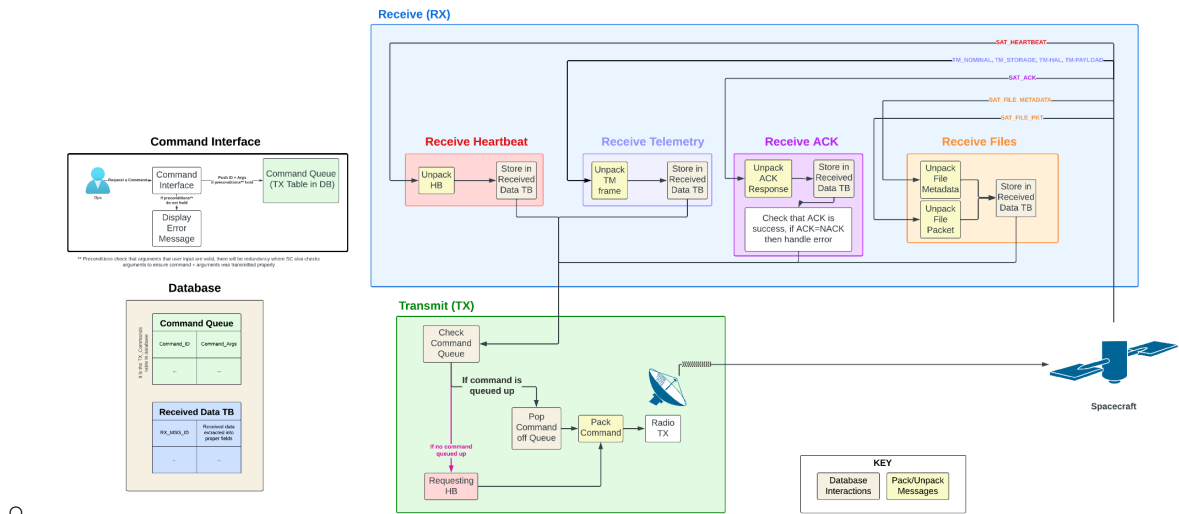 Receive (RX)
SAT_HEARTBEAT
TM_NOMINAL, TM_STORAGE, TM-HAL, TM-PAYLOAD
SAT_ACK
SAT_FILE_METADATA
SAT_FILE_PKT
Receive Heartbeat
Unpack
HB
Store in
Received
Data TB
Receive Telemetry
Unpack
TM
frame
Store in
Received
Data TB
Receive ACK
Unpack
ACK
Response
Store in
Received
Data TB
Check that ACK is
success, if ACK=NACK
then handle error
Receive Files
Unpack
File
Metadata
Unpack
File
Packet
Store in
Received
Data TB
Command Interface
Ops
Request a Command
Command
Interface
Push ID + Args
if preconditions** hold
Command Queue
(TX Table in DB)
If preconditions**
do not hold
Display
Error
Message
** Preconditions check that arguments that user input are valid, there will be redundancy where SC also checks
arguments to ensure command + arguments was transmitted properly
Database
It is the TX_Commands
table in database
Command Queue
Command_ID
Command_Args
...
...
Received Data TB
RX_MSG_ID
Received data
extracted into
proper fields
...
...
Transmit (TX)
Check
Command
Queue
If command is
queued up
Pop
Command
off Queue
Pack
Command
Radio
TX
If no command
queued up
Requesting
HB
Spacecraft
KEY
Database
Interactions
Pack/Unpack
Messages